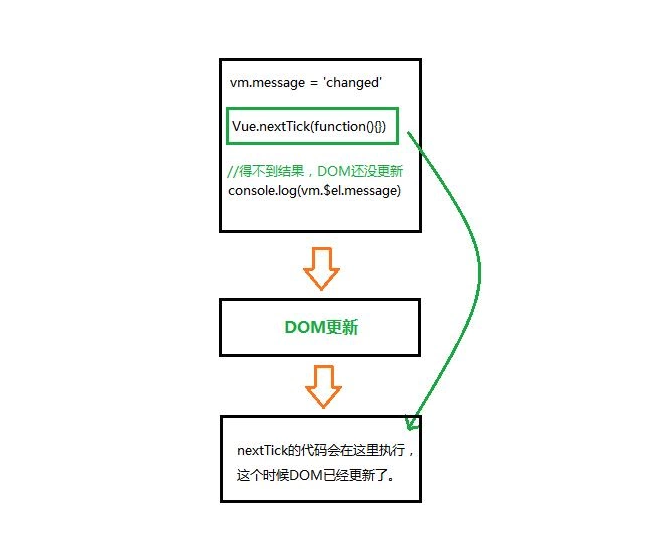 vm.message = 'changed'
Vue.nextTick(function(){})
//得不到结果，DOM还没更新
console.log(vm.$el.message)
DOM更新
nextTick的代码会在这里执行，
这个时候DOM已经更新了。